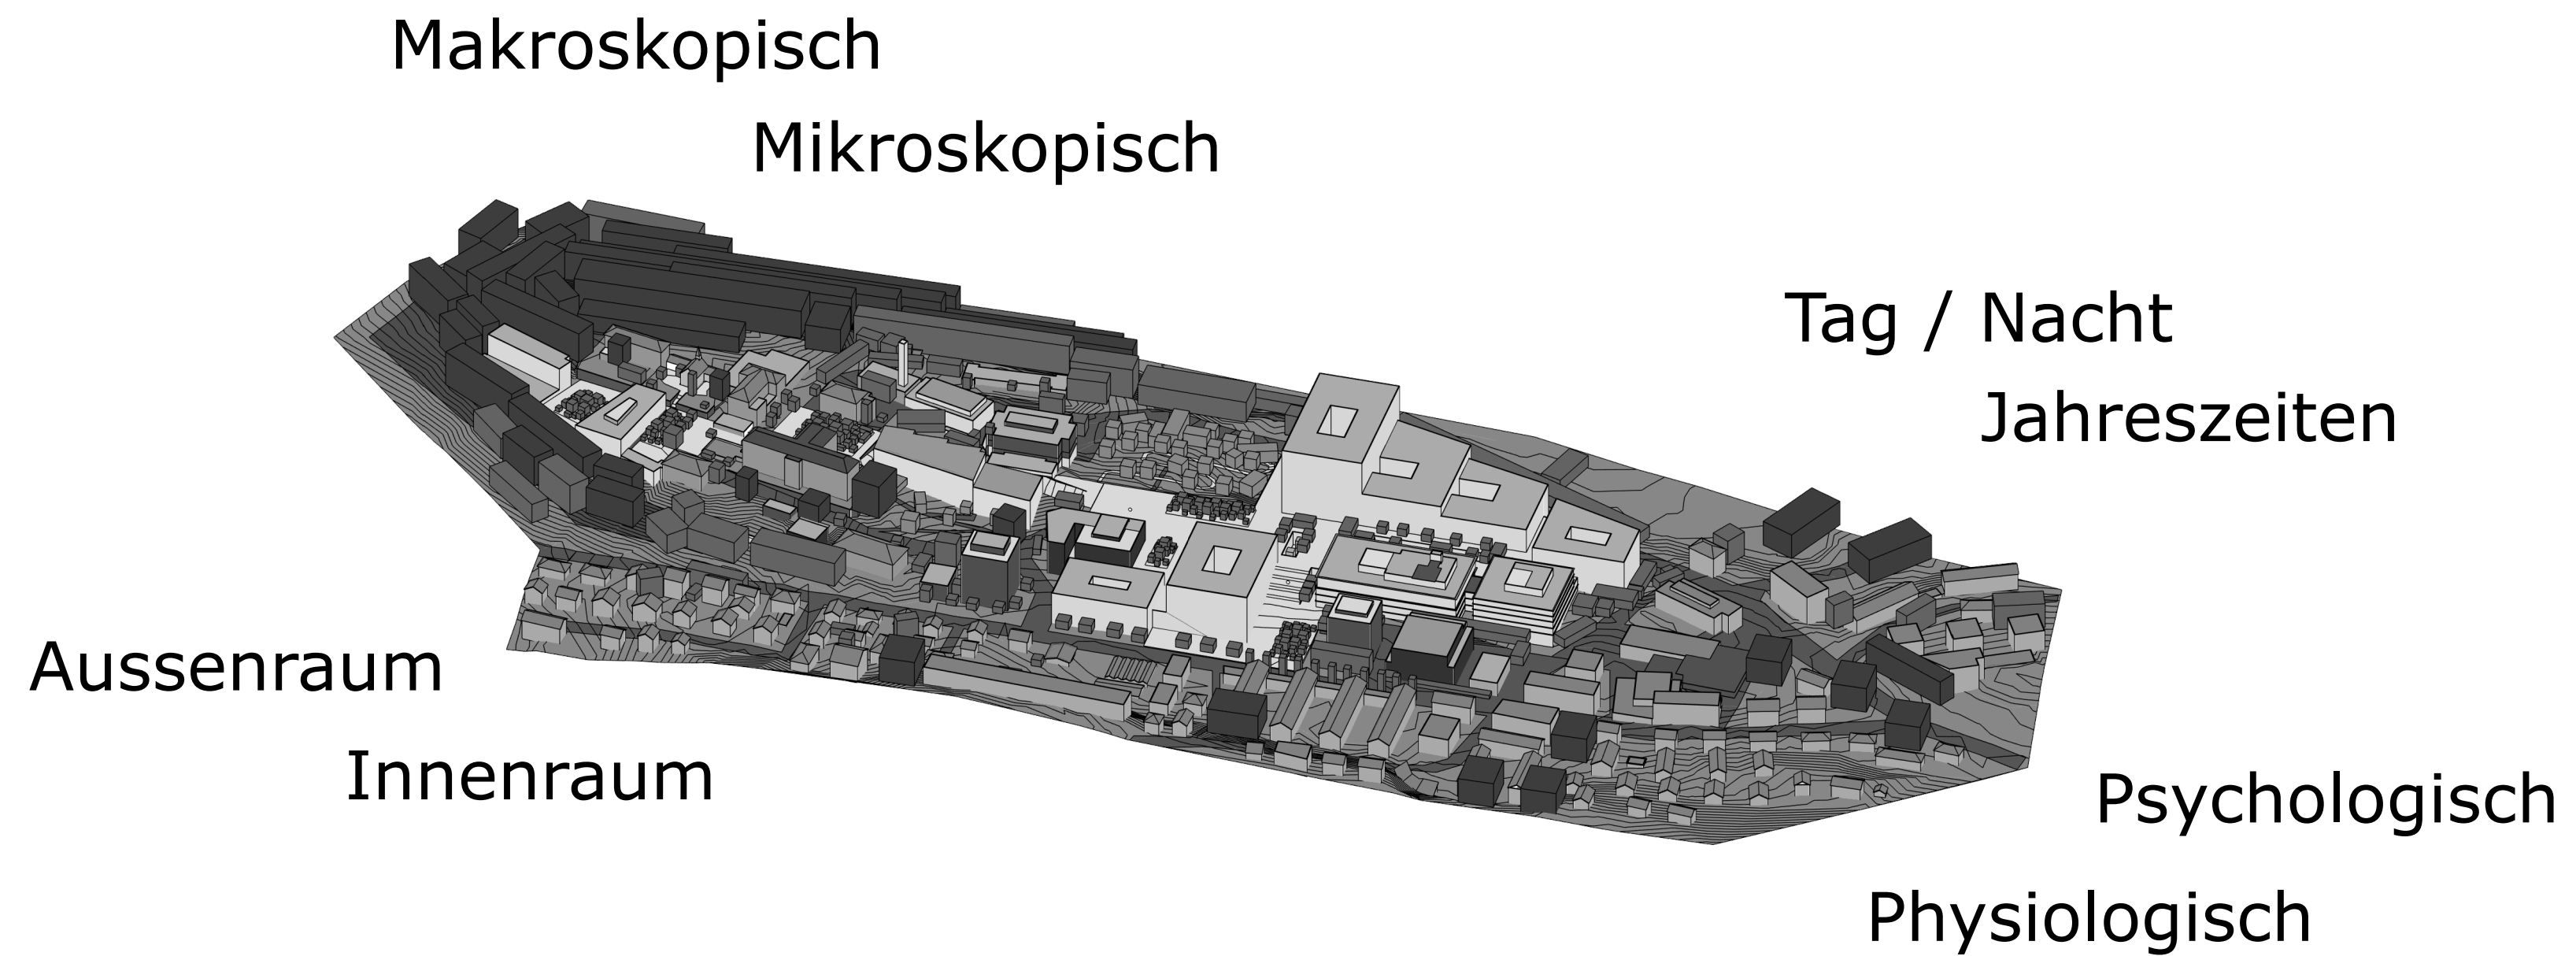 Makroskopisch
Mikroskopisch
Tag / Nacht
Jahreszeiten
Aussenraum
Innenraum
Psychologisch
Physiologisch